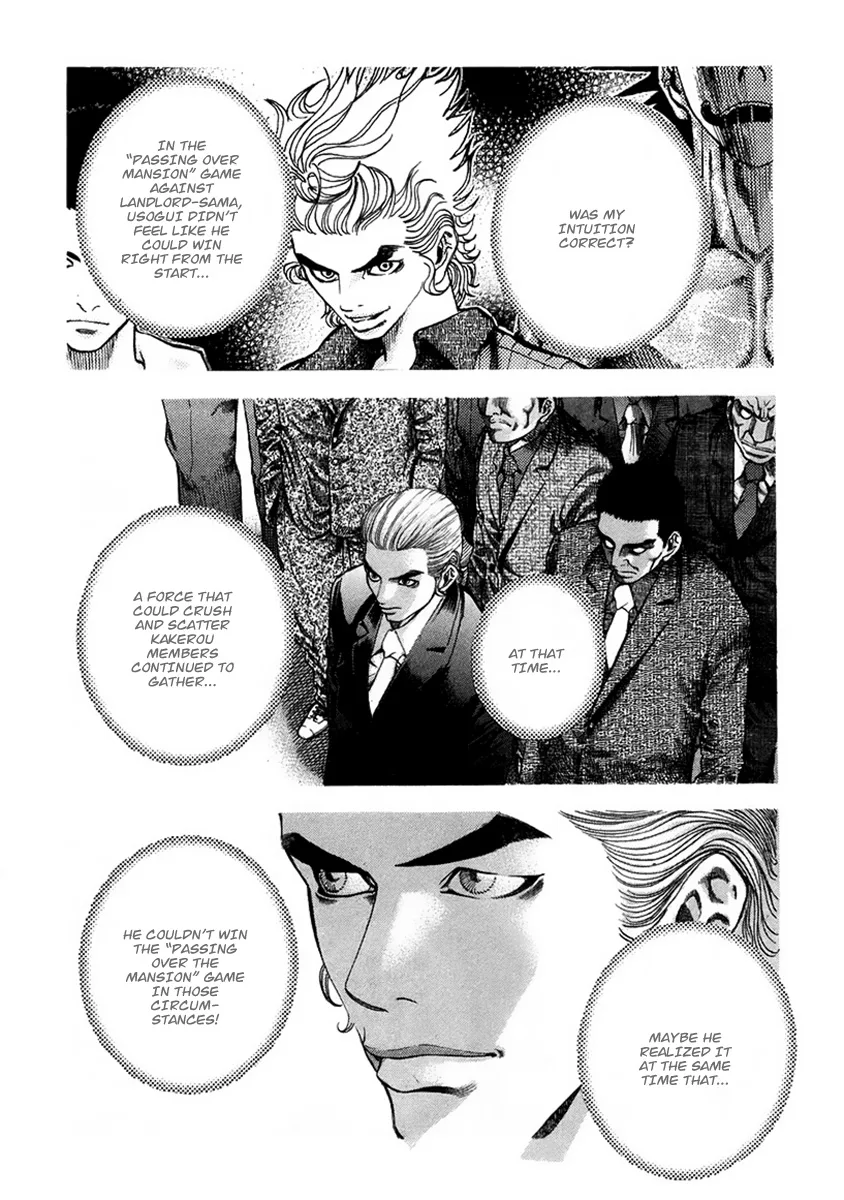 WAS MY
INTUITION
CORRECT?
IN THE
"PASSING OVER
MANSION" GAME
AGAINST
LANDLORD-SAMA,
USOGUI DIDN'T
FEEL LIKE HE
COULD WIN
RIGHT FROM THE
START...
AT THAT
TIME...
A FORCE THAT
COULD CRUSH
AND SCATTER
KAKEROU
MEMBERS
CONTINUED TO
GATHER...
MAYBE HE
REALIZED IT
AT THE SAME
TIME THAT...
HE COULDN'T WIN
THE "PASSING
OVER THE
MANSION" GAME
IN THOSE
CIRCUM-
STANCES!